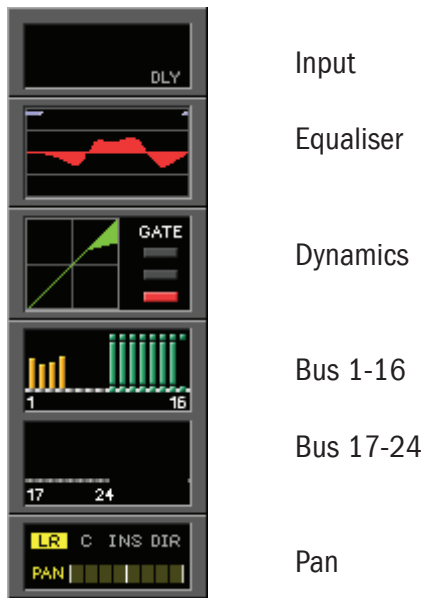 DLY
Input
Equaliser
GATE
Dynamics
1 16
Bus 1-16
17 24
Bus 17-24
LR C INS DIR
PAN
Pan